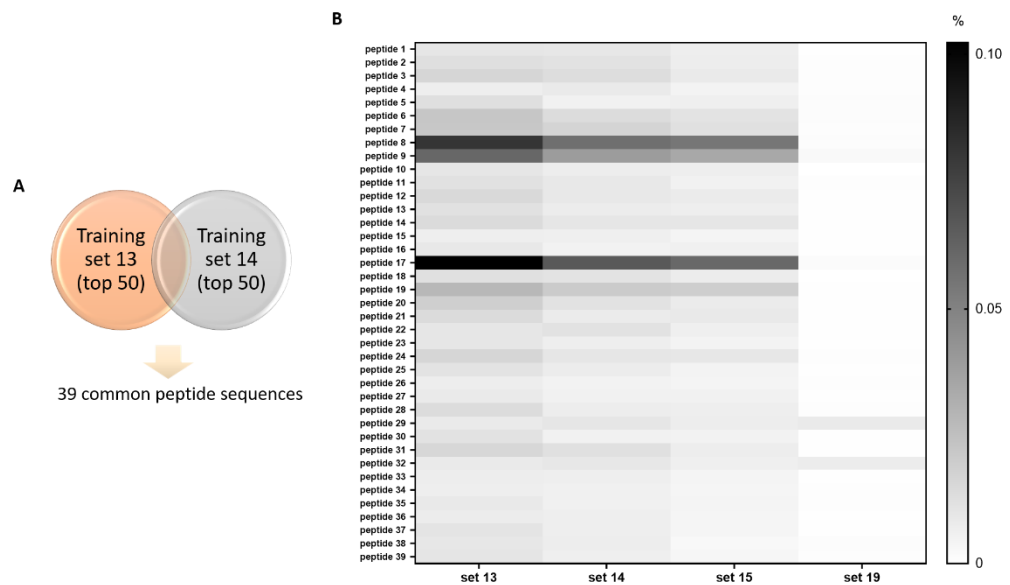 A
Training
set 13
(top 50)
Training
set 14
(top 50)
39 common peptide sequences
B
%
peptide 1
peptide 2
peptide 3
peptide 4
peptide 5
peptide 6
peptide 7
peptide 8
peptide 9
peptide 10
peptide 11
peptide 12
peptide 13
peptide 14
peptide 15
peptide 16
peptide 17
peptide 18
peptide 19
peptide 20
peptide 21
peptide 22
peptide 23
peptide 24
peptide 25
peptide 26
peptide 27
peptide 28
peptide 29
peptide 30
peptide 31
peptide 32
peptide 33
peptide 34
peptide 35
peptide 36
peptide 37
peptide 38
peptide 39
set 13
set 14
set 15
set 19
0.10
0.05
0